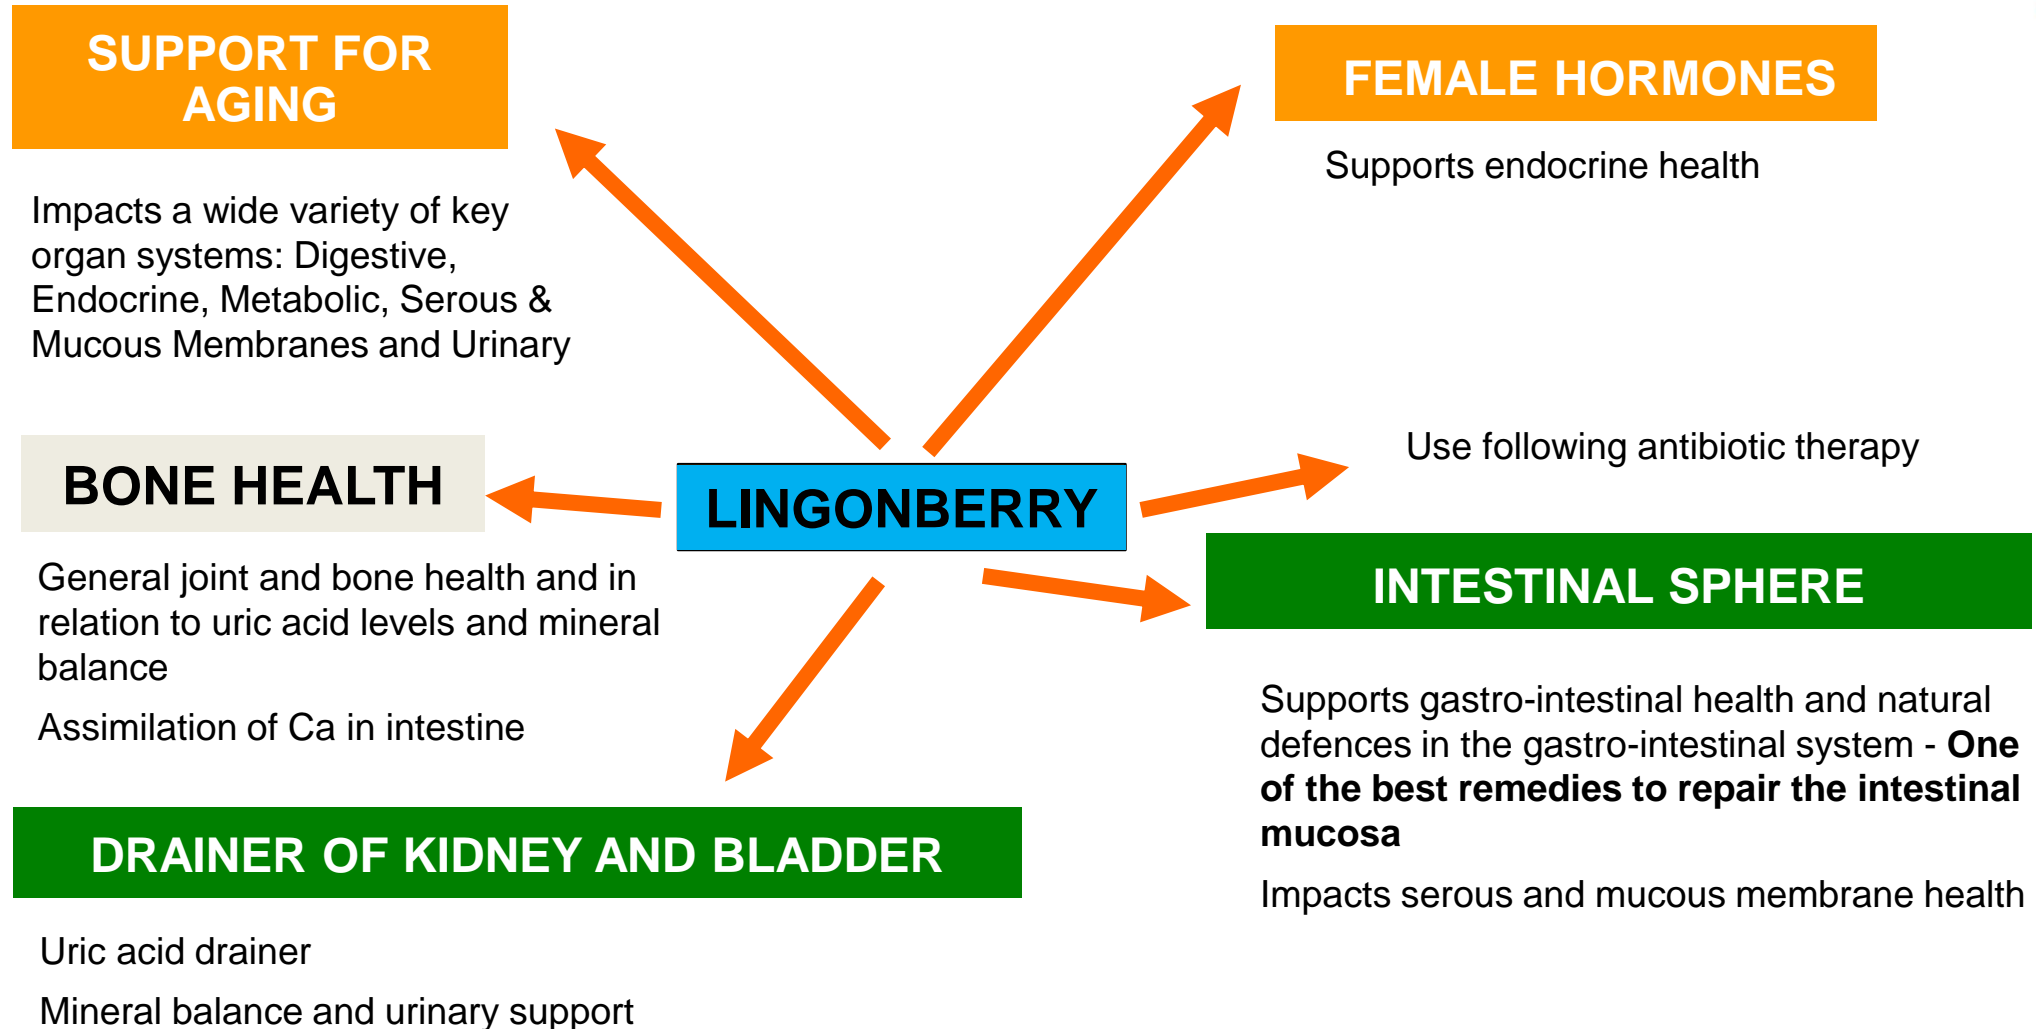 SUPPORT FOR
AGING
Impacts a wide variety of key
organ systems: Digestive,
Endocrine, Metabolic, Serous &
Mucous Membranes and Urinary
FEMALE HORMONES
Supports endocrine health
BONE HEALTH
General joint and bone health and in
relation to uric acid levels and mineral
balance
Assimilation of Ca in intestine
LINGONBERRY
Use following antibiotic therapy
INTESTINAL SPHERE
Supports gastro-intestinal health and natural
defences in the gastro-intestinal system - One
of the best remedies to repair the intestinal
mucosa
Impacts serous and mucous membrane health
DRAINER OF KIDNEY AND BLADDER
Uric acid drainer
Mineral balance and urinary support